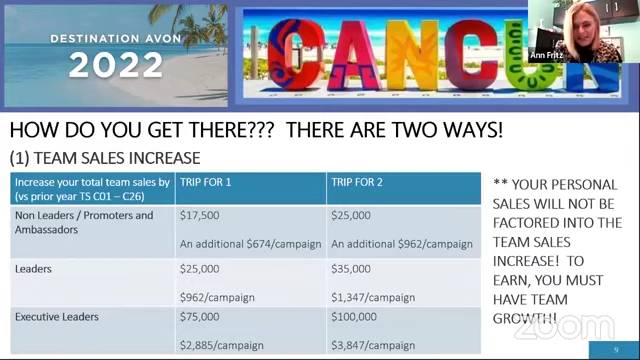 DESTINATION AVON
2022
CANCUN
Ann Fritz
HOW DO YOU GET THERE??? THERE ARE TWO WAYS!
(1) TEAM SALES INCREASE
Increase your total team sales by
(vs prior year TS C01 – C26)
TRIP FOR 1
TRIP FOR 2
Non Leaders / Promoters and
Ambassadors
$17,500
An additional $674/campaign
$25,000
An additional $962/campaign
Leaders
$25,000
$962/campaign
$35,000
$1,347/campaign
Executive Leaders
$75,000
$2,885/campaign
$100,000
$3,847/campaign
** YOUR PERSONAL
SALES WILL NOT BE
FACTORED INTO THE
TEAM SALES
INCREASE! TO
EARN, YOU MUST
HAVE TEAM
GROWTH!
zoom
9